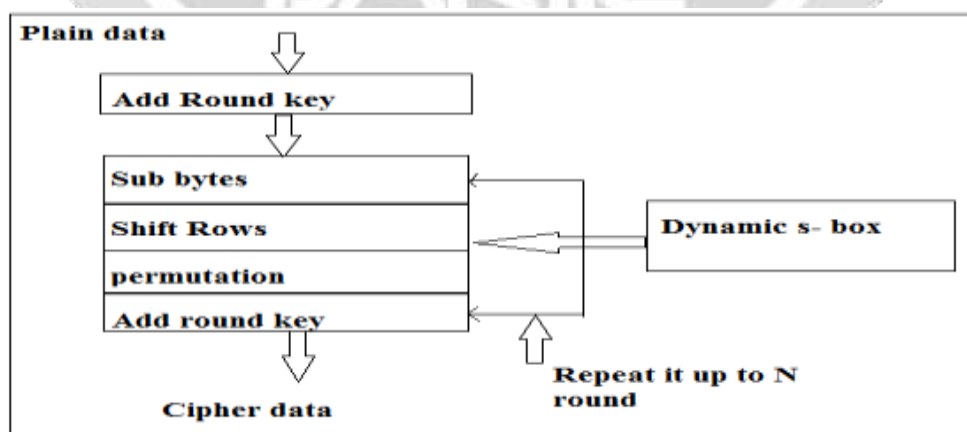 Plain data
Add Round key
Sub bytes
Shift Rows
permutation
Add round key
Cipher data
Dynamic s- box
Repeat it up to N
round